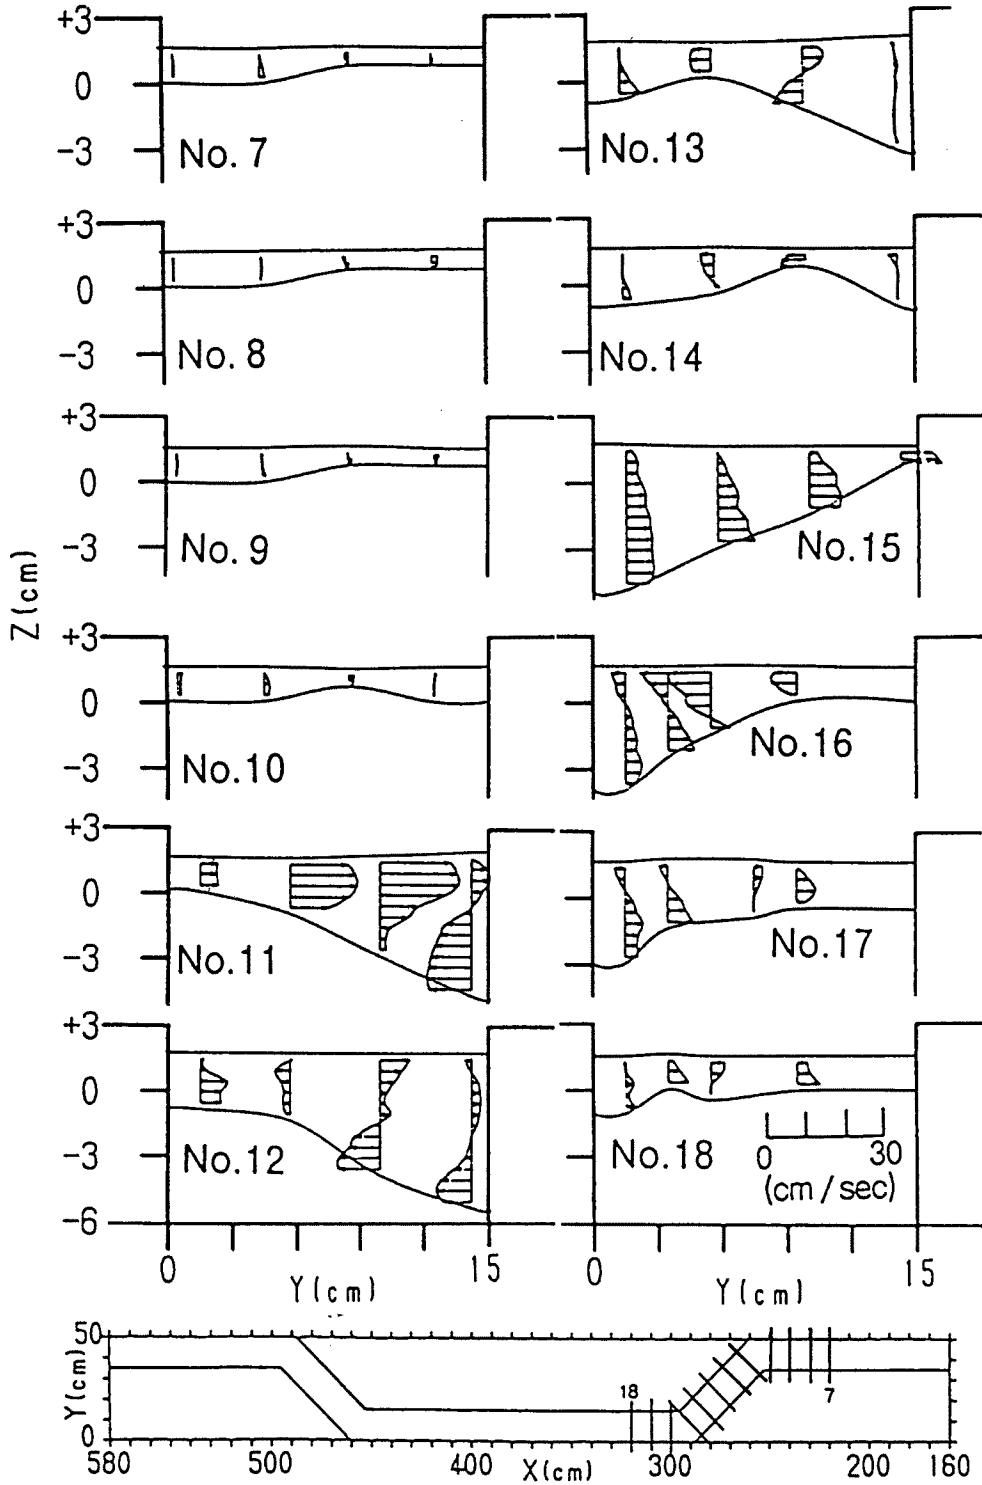 +3
0
-3
No. 7
No.13
+3
0
-3
No. 8
No.14
+3
0
-3
No. 9
No.15
Z(cm)
+3
0
-3
No.10
No.16
+3
0
-3
No.11
No.17
+3
0
-3
-6
No.12
No.18
0 30
(cm/sec)
0 15
Y(cm)
0 15
Y(cm)
50
Y(cm)
0
18
7
580 500 400 X(cm) 300 200 160